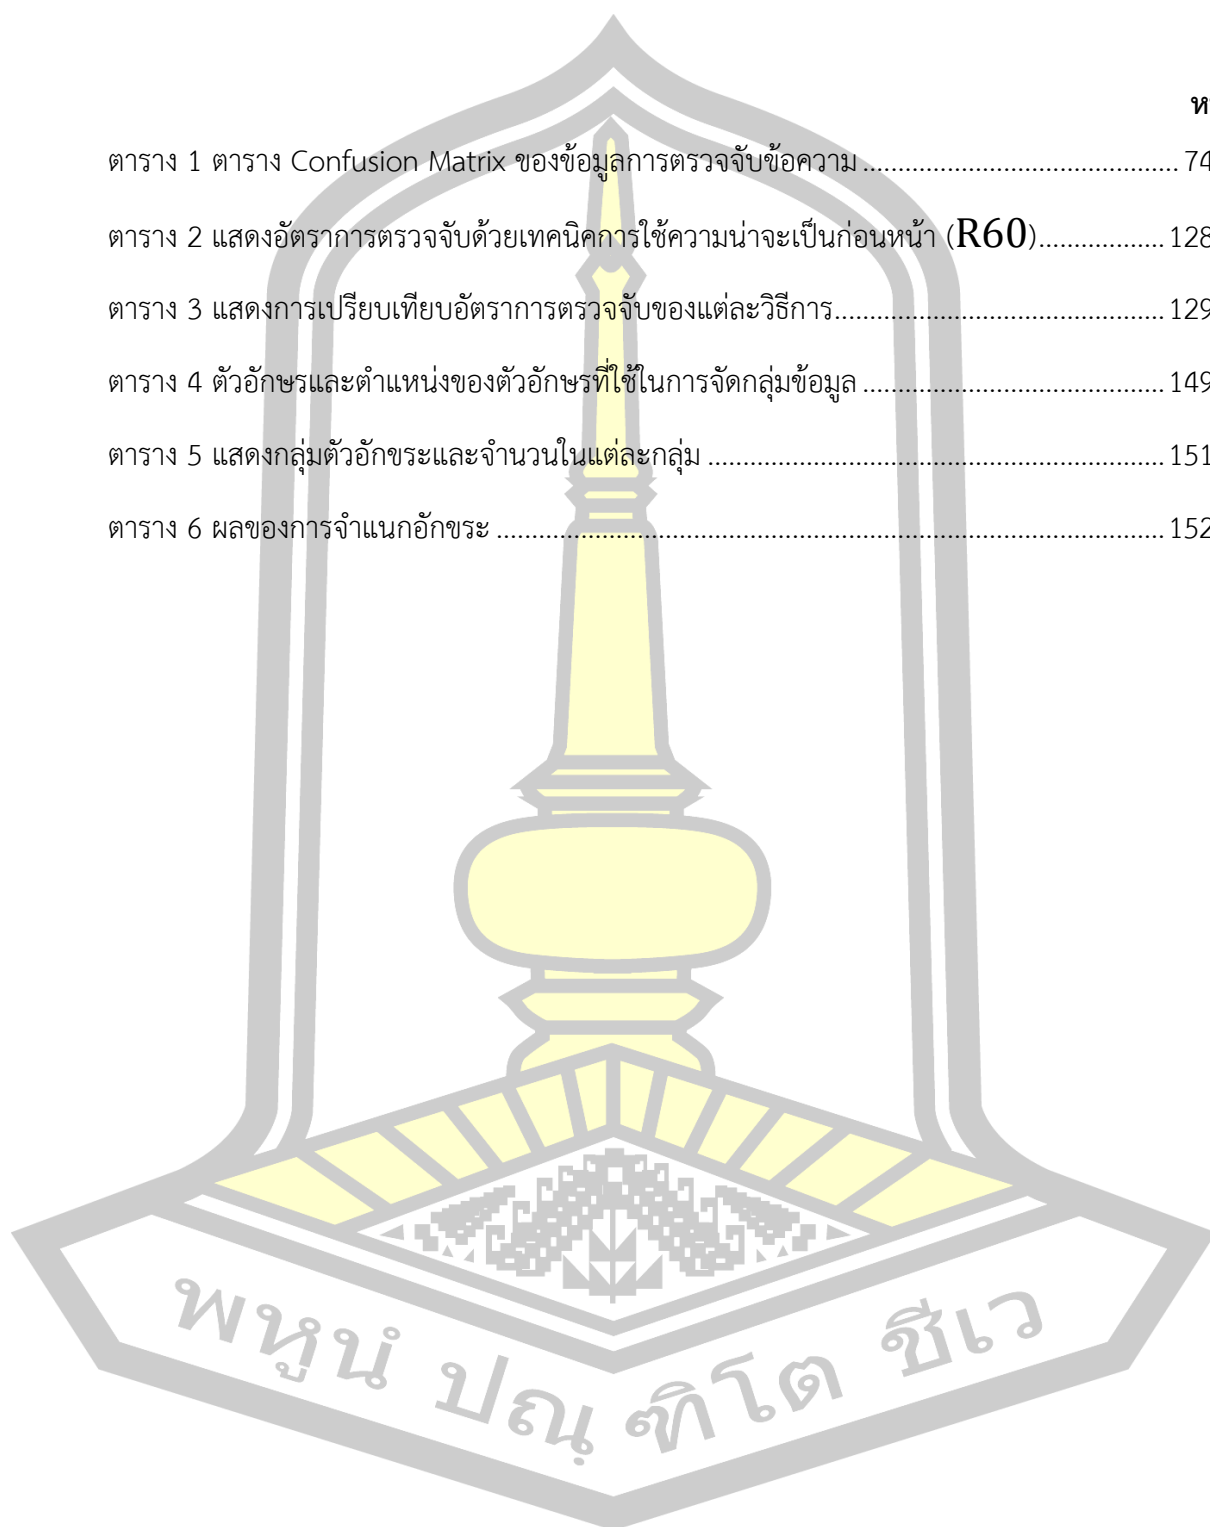 ตาราง 1 ตาราง Confusion Matrix ของข้อมูลการตรวจจับข้อความ ............................................ 74
ตาราง 2 แสดงอัตราการตรวจจับด้วยเทคนิคการใช้ความน่าจะเป็นก่อนหน้า (R60).................. 128
ตาราง 3 แสดงการเปรียบเทียบอัตราการตรวจจับของแต่ละวิธีการ............................................... 129
ตาราง 4 ตัวอักษรและตำแหน่งของตัวอักษรที่ใช้ในการจัดกลุ่มข้อมูล ........................................... 149
ตาราง 5 แสดงกลุ่มตัวอักขระและจำนวนในแต่ละกลุ่ม ................................................................. 151
ตาราง 6 ผลของการจำแนกอักขระ ............................................................................................... 152
พหูนํ ปณฺฑิโต ชีเว